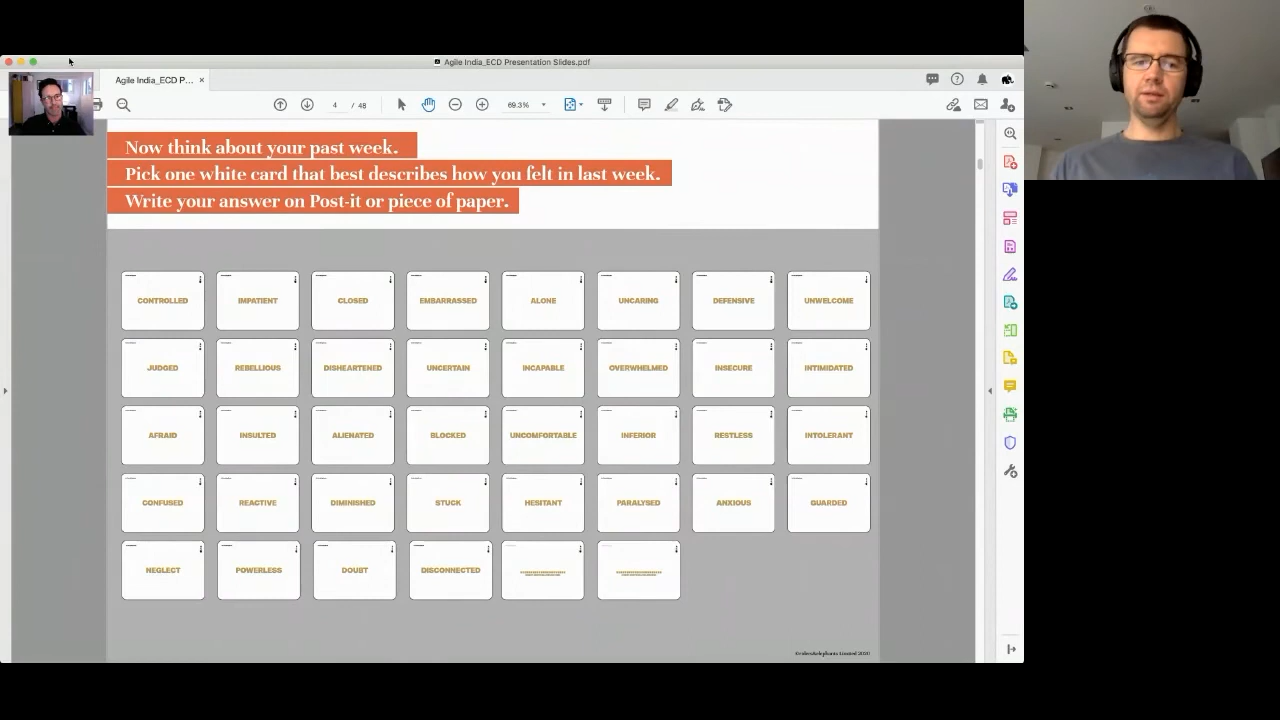 Agile India_ECD Presentation Slides.pdf
Agile India_ECD P... ×
4 / 48
69.3%
Now think about your past week.
Pick one white card that best describes how you felt in last week.
Write your answer on Post-it or piece of paper.
CONTROLLED IMPATIENT CLOSED EMBARRASSED ALONE UNCARING DEFENSIVE UNWELCOME
JUDGED REBELLIOUS DISHEARTENED UNCERTAIN INCAPABLE OVERWHELMED INSECURE INTIMIDATED
AFRAID INSULTED ALIENATED BLOCKED UNCOMFORTABLE INFERIOR RESTLESS INTOLERANT
CONFUSED REACTIVE DIMINISHED STUCK HESITANT PARALYSED ANXIOUS GUARDED
NEGLECT POWERLESS DOUBT DISCONNECTED